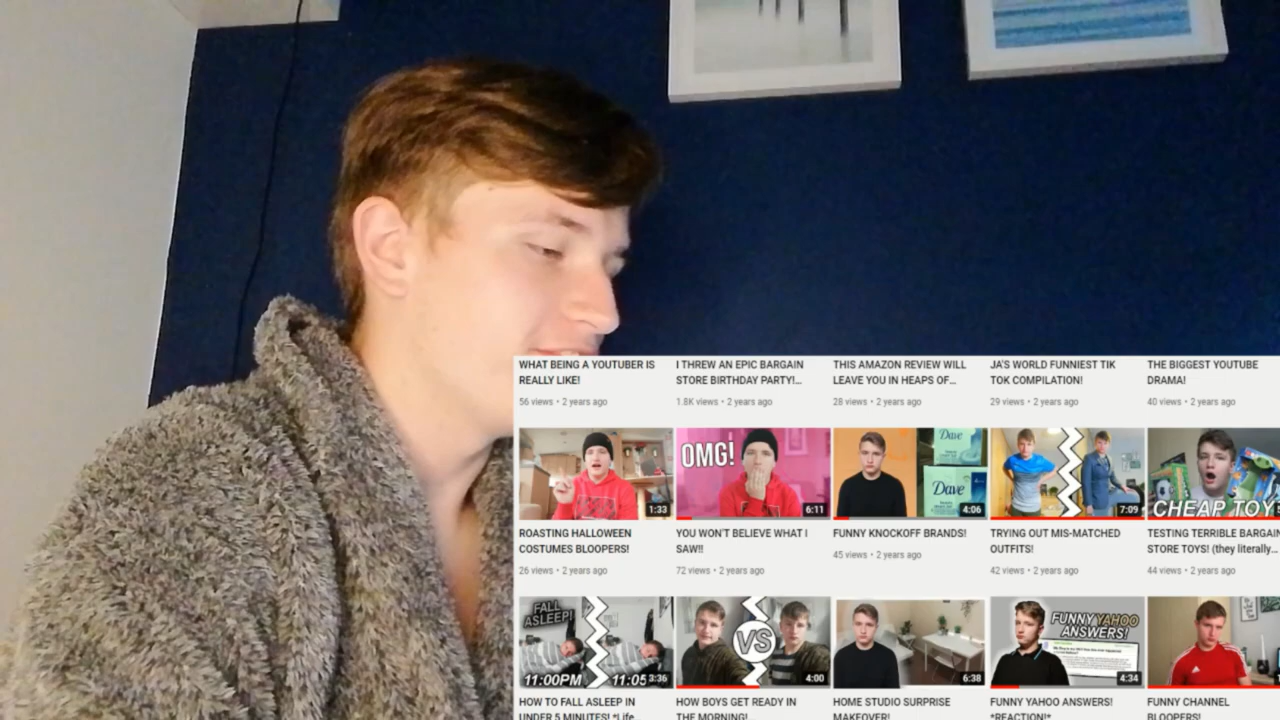 WHAT BEING A YOUTUBER IS
REALLY LIKE!
56 views • 2 years ago
I THREW AN EPIC BARGAIN
STORE BIRTHDAY PARTY!...
1.8K views • 2 years ago
THIS AMAZON REVIEW WILL
LEAVE YOU IN HEAPS OF...
28 views • 2 years ago
JA'S WORLD FUNNIEST TIK
TOK COMPILATION!
29 views • 2 years ago
THE BIGGEST YOUTUBE
DRAMA!
40 views • 2 years ago
1:33
OMG!
6:11
Dave
Dave
4:06
7:09
CHEAP TOYS
ROASTING HALLOWEEN
COSTUMES BLOOPERS!
26 views • 2 years ago
YOU WON'T BELIEVE WHAT I
SAW!!
72 views • 2 years ago
FUNNY KNOCKOFF BRANDS!
45 views • 2 years ago
TRYING OUT MIS-MATCHED
OUTFITS!
42 views • 2 years ago
TESTING TERRIBLE BARGAIN
STORE TOYS! (they literally...
44 views • 2 years ago
FALL
ASLEEP!
11:00PM
11:05
3:36
VS
4:00
6:38
FUNNY YAHOO
ANSWERS!
4:34
HOW TO FALL ASLEEP IN
UNDER 5 MINUTES! *Life
HOW BOYS GET READY IN
THE MORNING!
HOME STUDIO SURPRISE
MAKEOVER!
FUNNY YAHOO ANSWERS!
*REACTION!*
FUNNY CHANNEL
BLOOPERS!